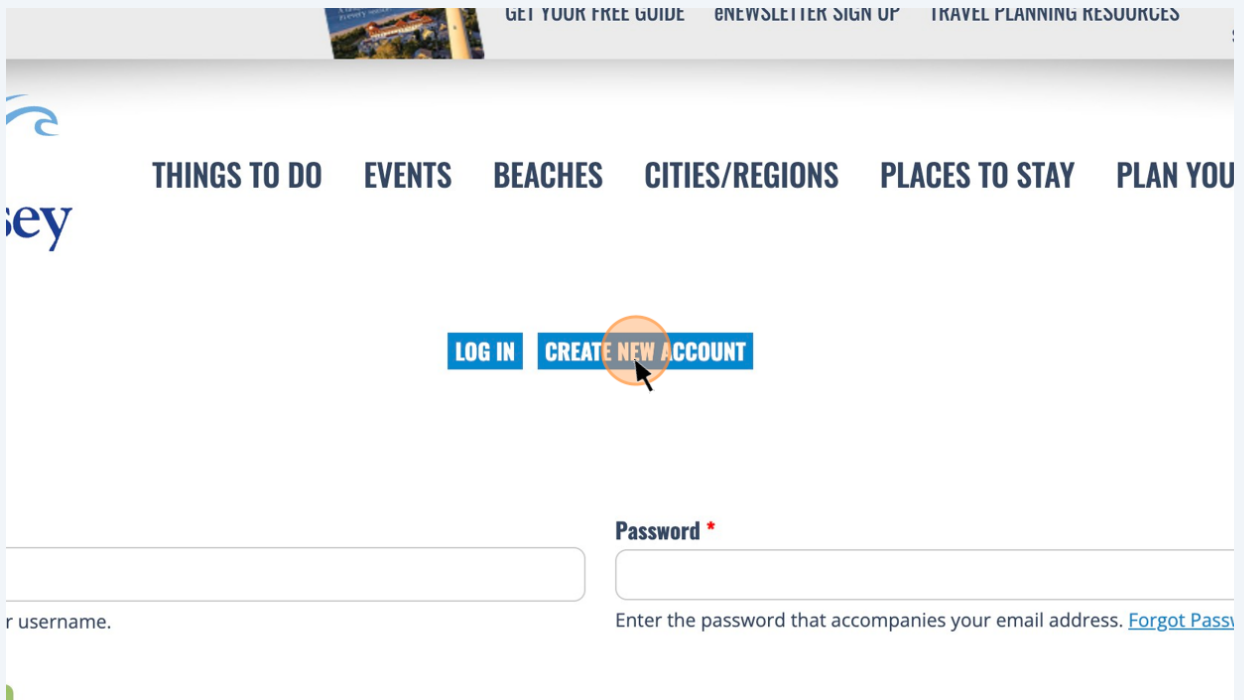 GET YOUR FREE GUIDE eNEWSLETTER SIGN UP TRAVEL PLANNING RESOURCES
THINGS TO DO EVENTS BEACHES CITIES/REGIONS PLACES TO STAY PLAN YOU
sey
LOG IN CREATE NEW ACCOUNT
Password *
r username.
Enter the password that accompanies your email address. Forgot Passw